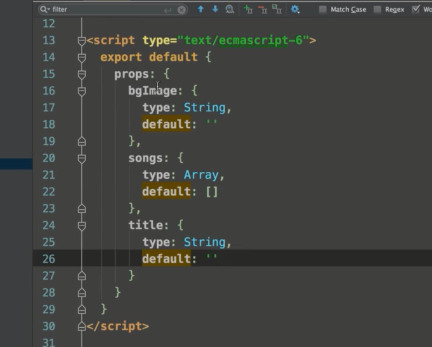 filter
Match Case
Regex
Wo
12
13 <script type="text/ecmascript-6">
14 export default {
15 props: {
16 bgImage: {
17 type: String,
18 default: ''
19 },
20 songs: {
21 type: Array,
22 default: []
23 },
24 title: {
25 type: String,
26 default: ''
27 }
28 }
29 }
30 </script>
31